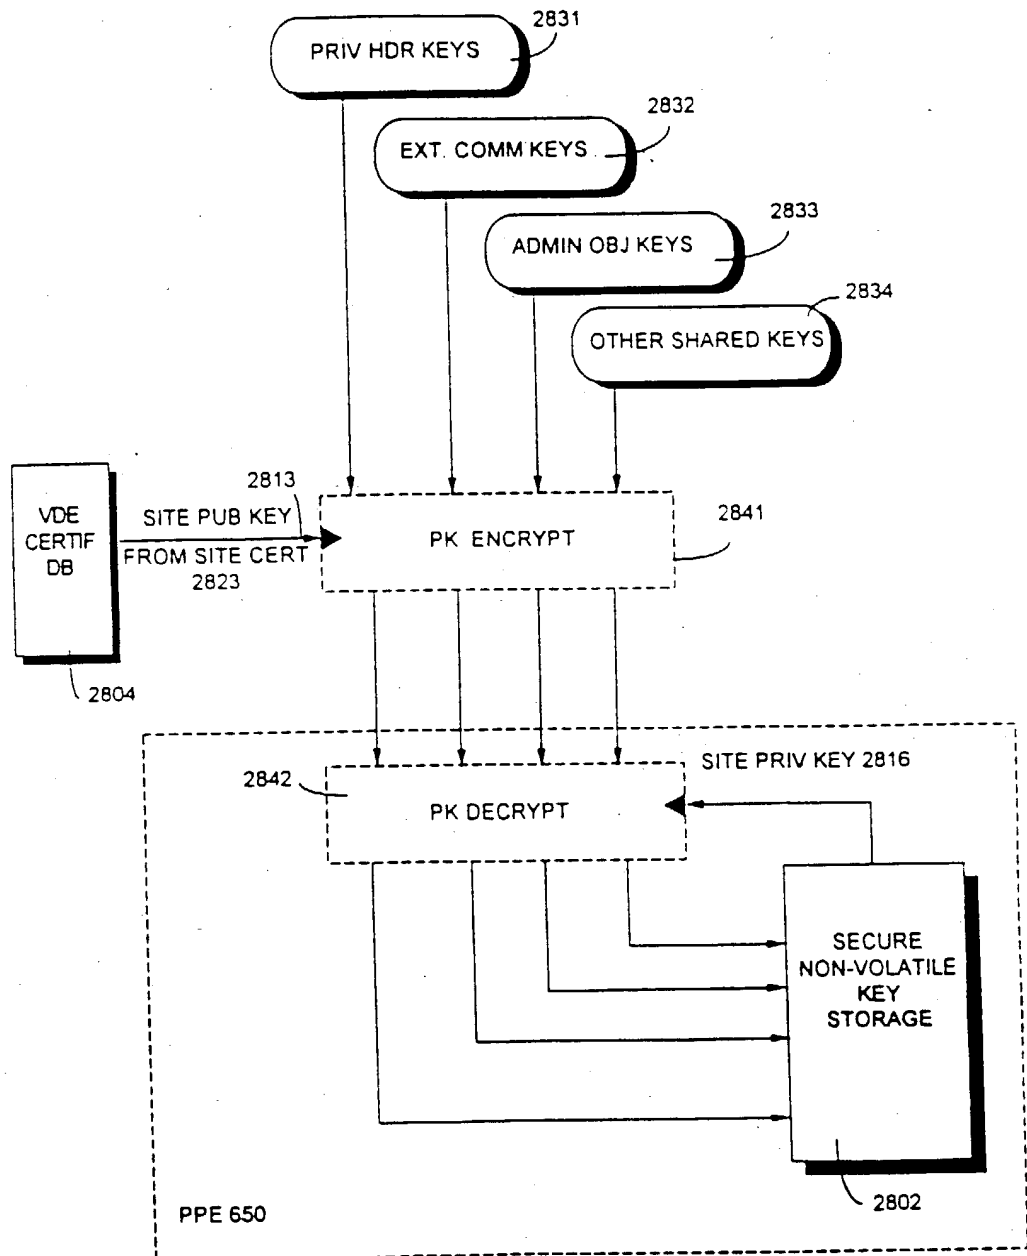 2831
PRIV HDR KEYS
2832
EXT. COMM KEYS
2833
ADMIN OBJ KEYS
2834
OTHER SHARED KEYS
2813
VDE
CERTIF
DB
SITE PUB KEY
FROM SITE CERT
2823
PK ENCRYPT
2841
2804
2842
SITE PRIV KEY 2816
PK DECRYPT
SECURE
NON-VOLATILE
KEY
STORAGE
2802
PPE 650